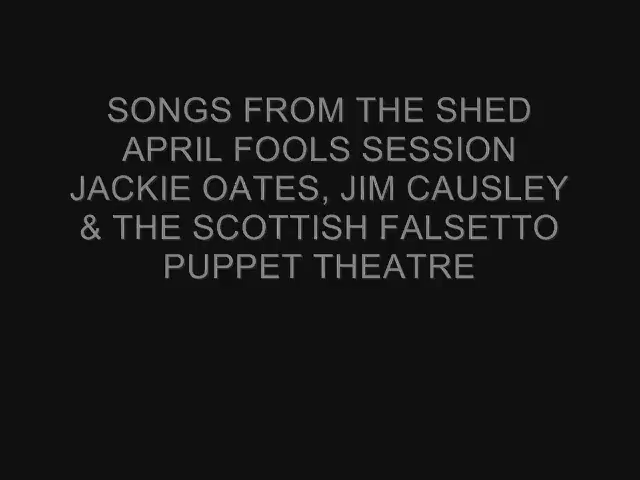 SONGS FROM THE SHED
APRIL FOOLS SESSION
JACKIE OATES, JIM CAUSLEY
& THE SCOTTISH FALSETTO
PUPPET THEATRE